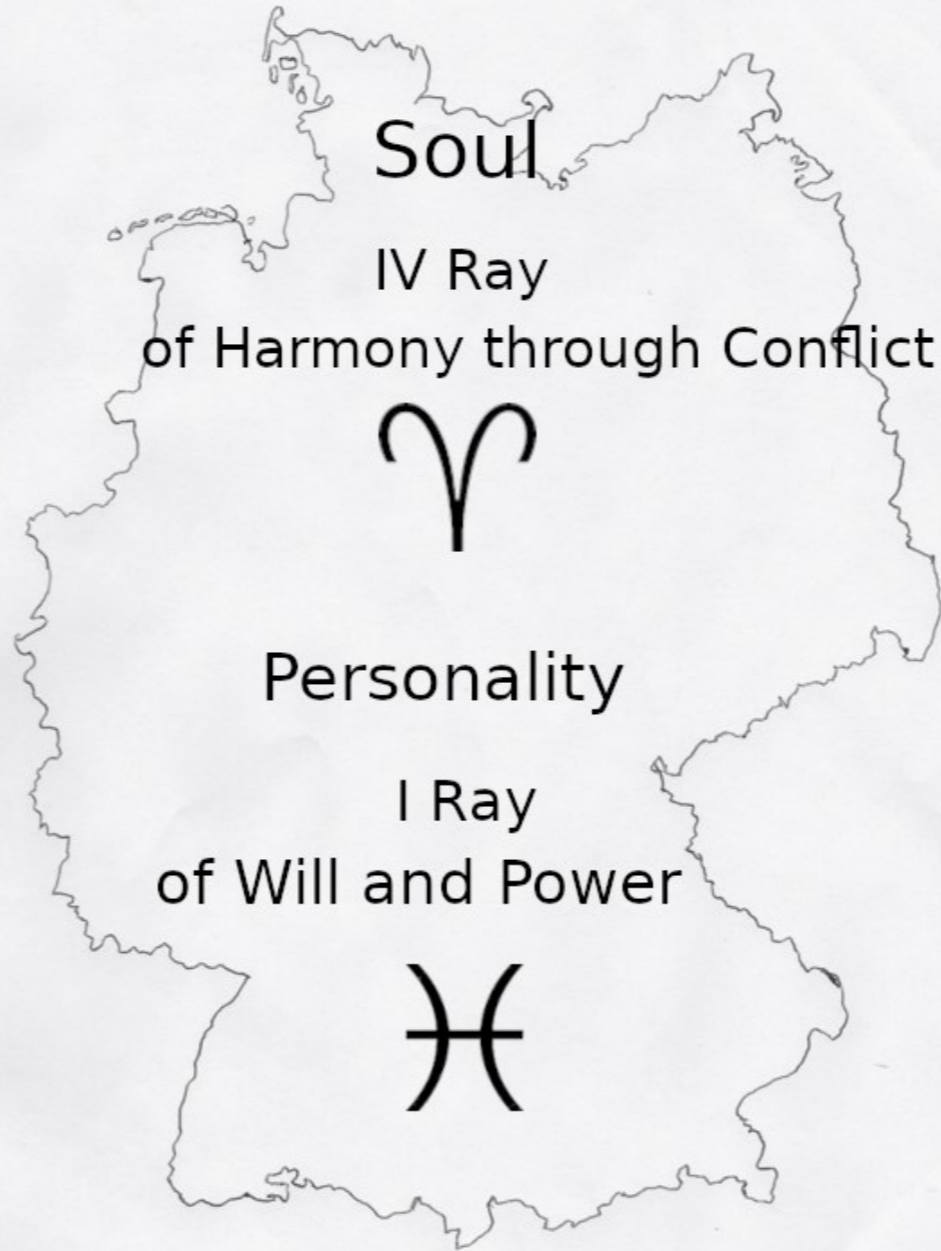 Soul
IV Ray
of Harmony through Conflict
♈
Personality
I Ray
of Will and Power
♓